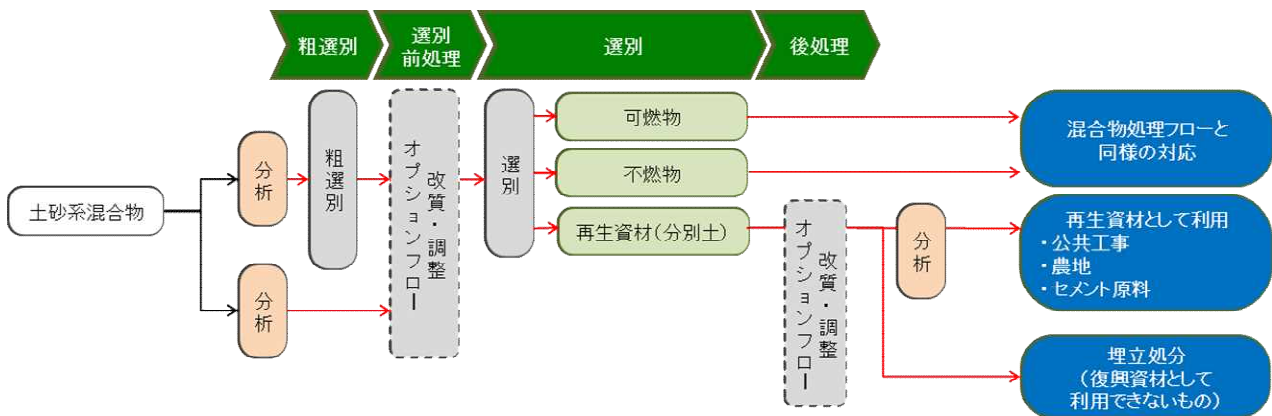 粗選別
選別
前処理
選別
後処理
土砂系混合物
分析
分析
粗選別
改質・調整
オプションフロー
選別
可燃物
不燃物
再生資材(分別土)
改質・調整
オプションフロー
分析
混合物処理フローと
同様の対応
再生資材として利用
・公共工事
・農地
・セメント原料
埋立処分
(復興資材として
利用できないもの)